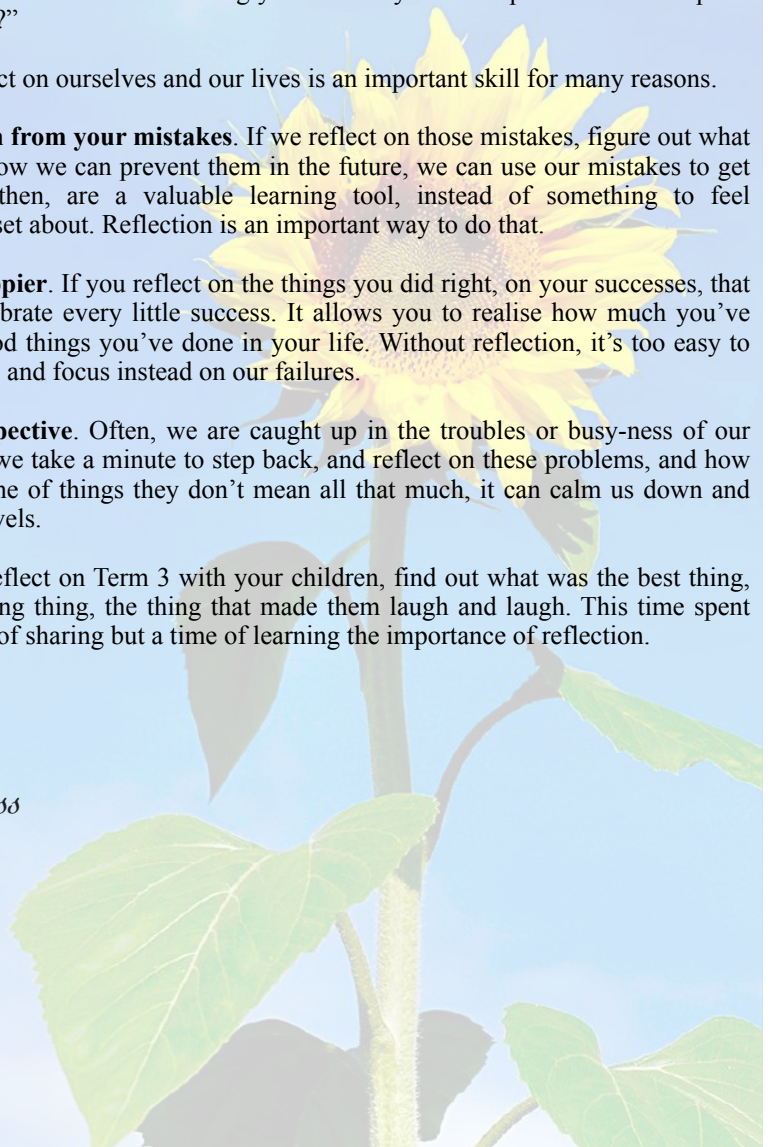 ?”
ct on ourselves and our lives is an important skill for many reasons.
from your mistakes. If we reflect on those mistakes, figure out what
ow we can prevent them in the future, we can use our mistakes to get
then, are a valuable learning tool, instead of something to feel
set about. Reflection is an important way to do that.
pier. If you reflect on the things you did right, on your successes, that
brate every little success. It allows you to realise how much you’ve
od things you’ve done in your life. Without reflection, it’s too easy to
and focus instead on our failures.
pective. Often, we are caught up in the troubles or busy-ness of our
we take a minute to step back, and reflect on these problems, and how
me of things they don’t mean all that much, it can calm us down and
vels.
eflect on Term 3 with your children, find out what was the best thing,
ng thing, the thing that made them laugh and laugh. This time spent
of sharing but a time of learning the importance of reflection.
ss